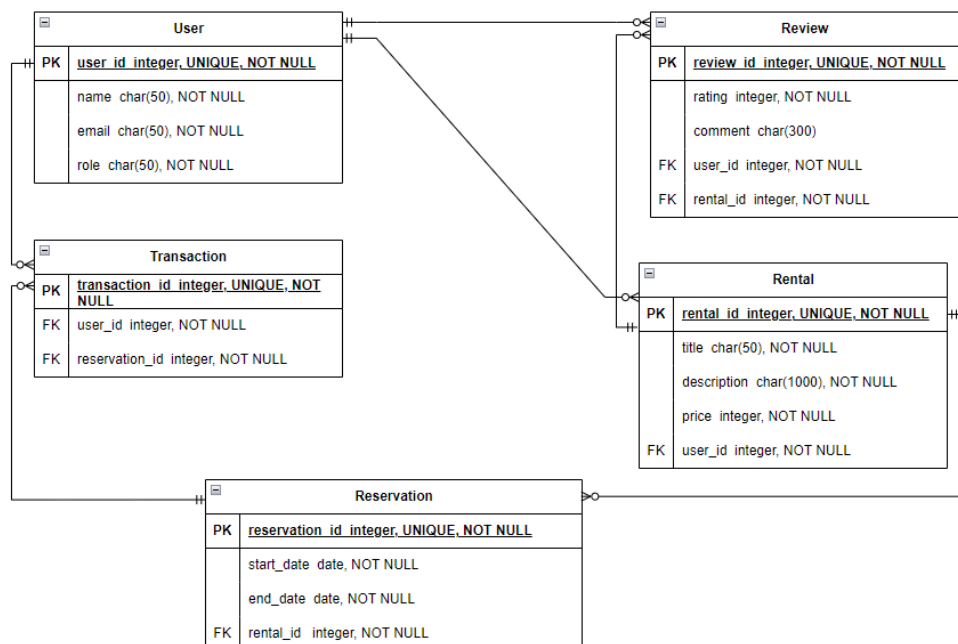 User
PK user_id integer, UNIQUE, NOT NULL
name char(50), NOT NULL
email char(50), NOT NULL
role char(50), NOT NULL
Review
PK review_id integer, UNIQUE, NOT NULL
rating integer, NOT NULL
comment char(300)
FK user_id integer, NOT NULL
FK rental_id integer, NOT NULL
Transaction
PK transaction_id integer, UNIQUE, NOT
NULL
FK user_id integer, NOT NULL
FK reservation_id integer, NOT NULL
Rental
PK rental_id integer, UNIQUE, NOT NULL
title char(50), NOT NULL
description char(1000), NOT NULL
price integer, NOT NULL
FK user_id integer, NOT NULL
Reservation
PK reservation_id integer, UNIQUE, NOT NULL
start_date date, NOT NULL
end_date date, NOT NULL
FK rental_id integer, NOT NULL